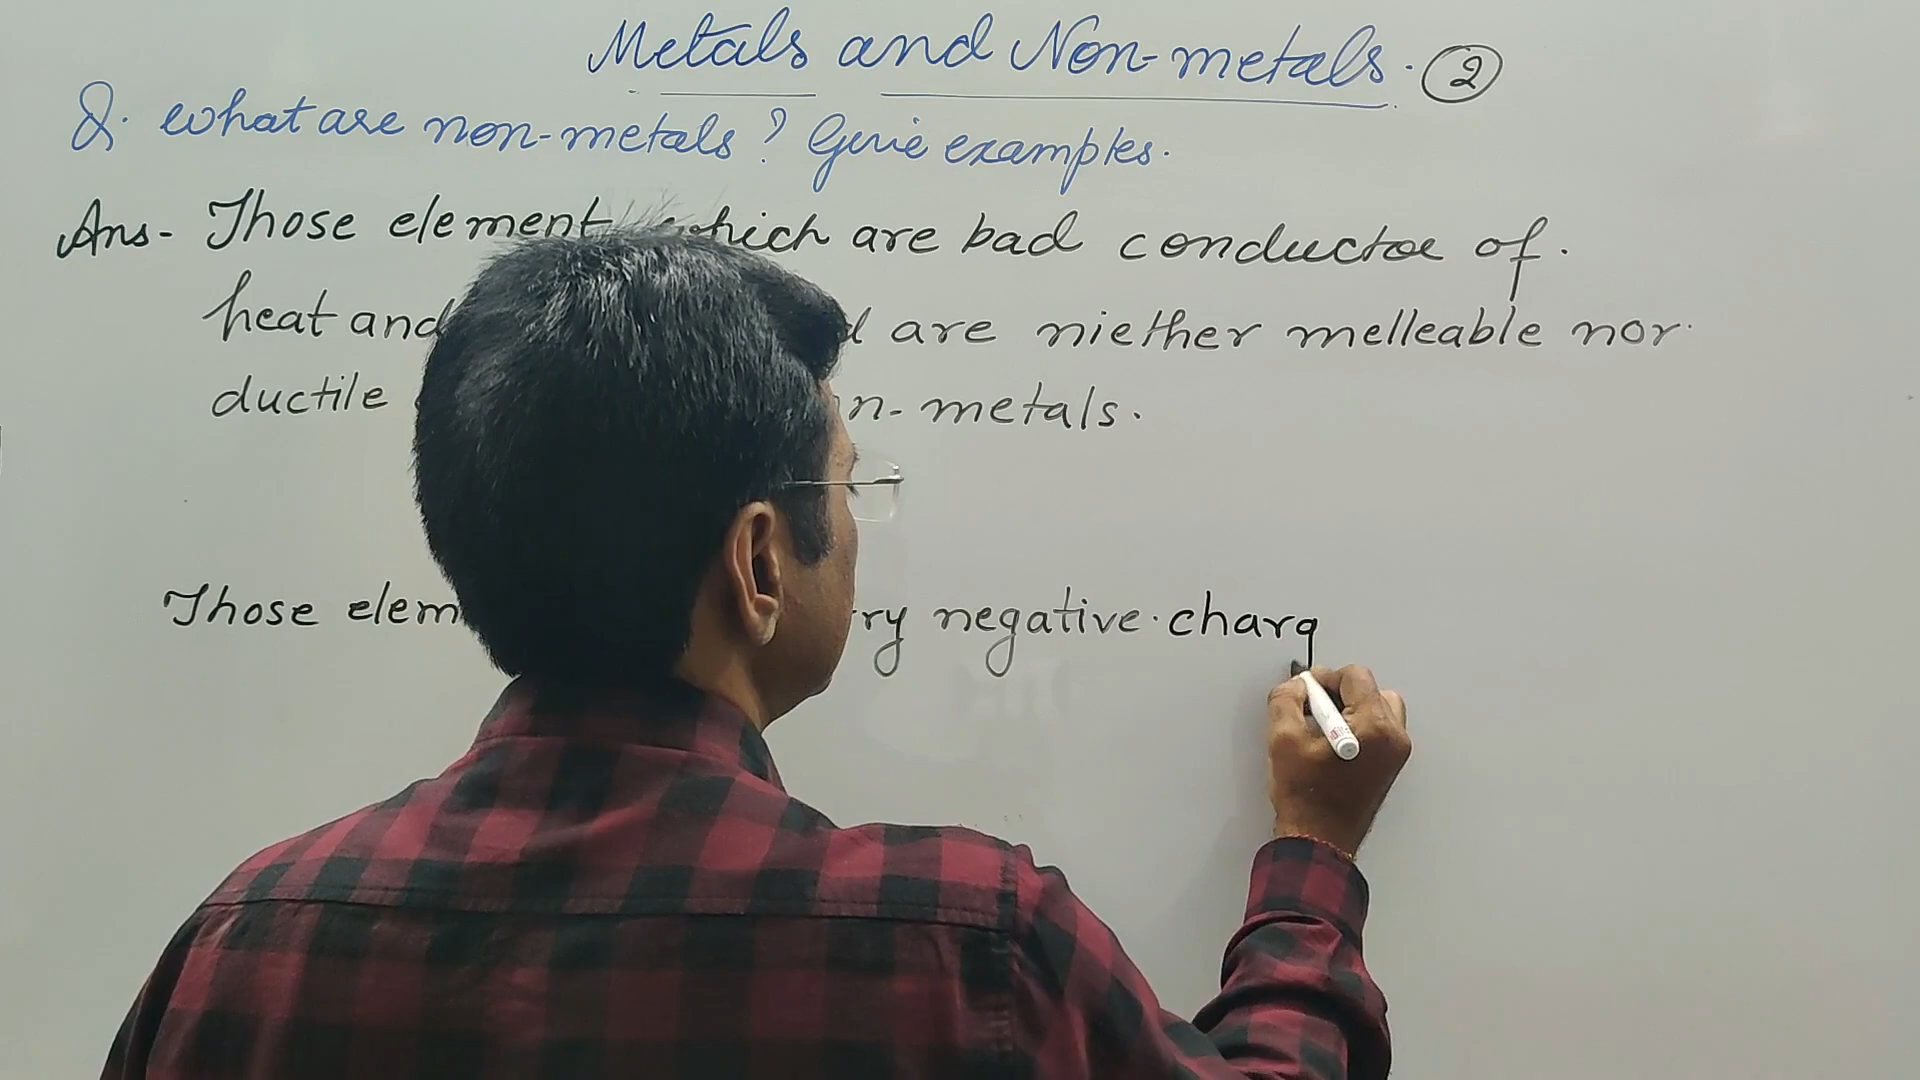 Metals and Non-metals. 2
Q. what are non-metals? Give examples.
Ans- Those element which are bad conductor of.
heat and are niether melleable nor.
ductile n-metals.
Those elem ry negative. charg